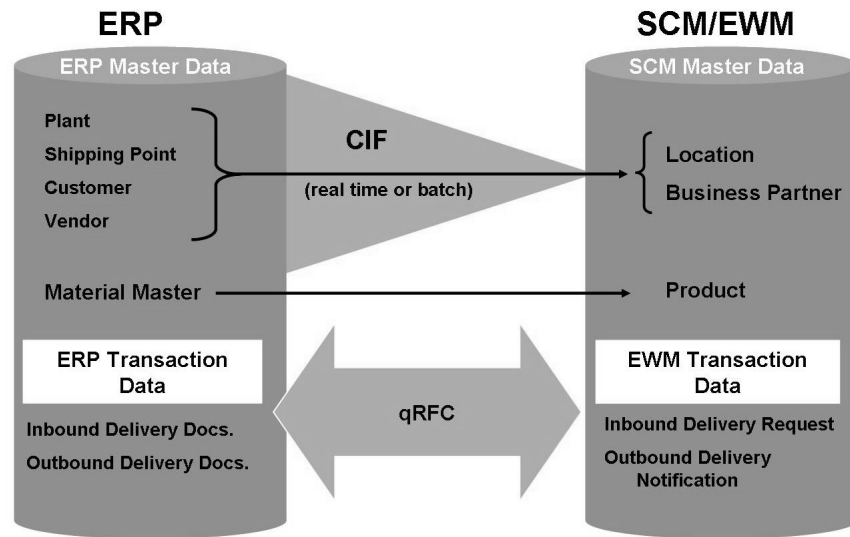 ERP
SCM/EWM
ERP Master Data
SCM Master Data
Plant
Shipping Point
Customer
Vendor
CIF
(real time or batch)
Location
Business Partner
Material Master
Product
ERP Transaction
Data
EWM Transaction
Data
qRFC
Inbound Delivery Docs.
Outbound Delivery Docs.
Inbound Delivery Request
Outbound Delivery
Notification